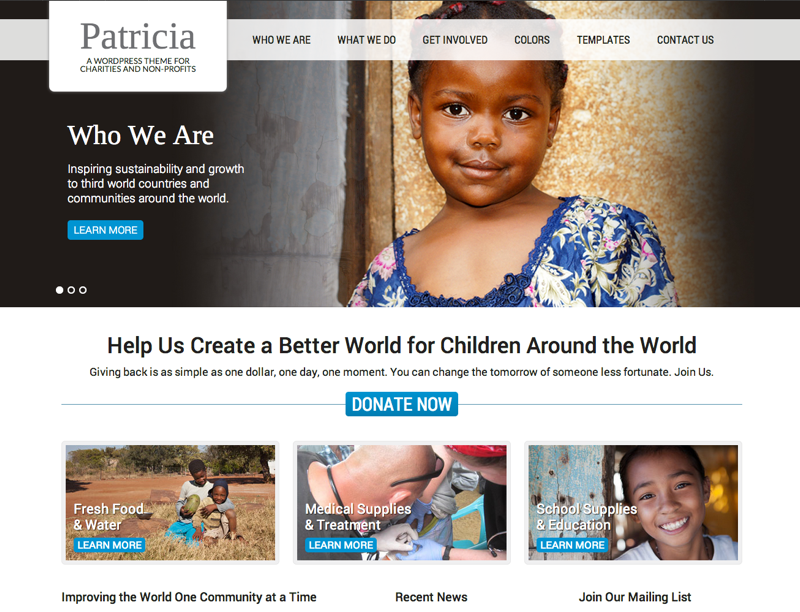 Patricia
A WORDPRESS THEME FOR
CHARITIES AND NON-PROFITS
WHO WE ARE
WHAT WE DO
GET INVOLVED
COLORS
TEMPLATES
CONTACT US
Who We Are
Inspiring sustainability and growth
to third world countries and
communities around the world.
LEARN MORE
Help Us Create a Better World for Children Around the World
Giving back is as simple as one dollar, one day, one moment. You can change the tomorrow of someone less fortunate. Join Us.
DONATE NOW
Fresh Food
& Water
LEARN MORE
Medical Supplies
& Treatment
LEARN MORE
School Supplies
& Education
LEARN MORE
Improving the World One Community at a Time
Recent News
Join Our Mailing List